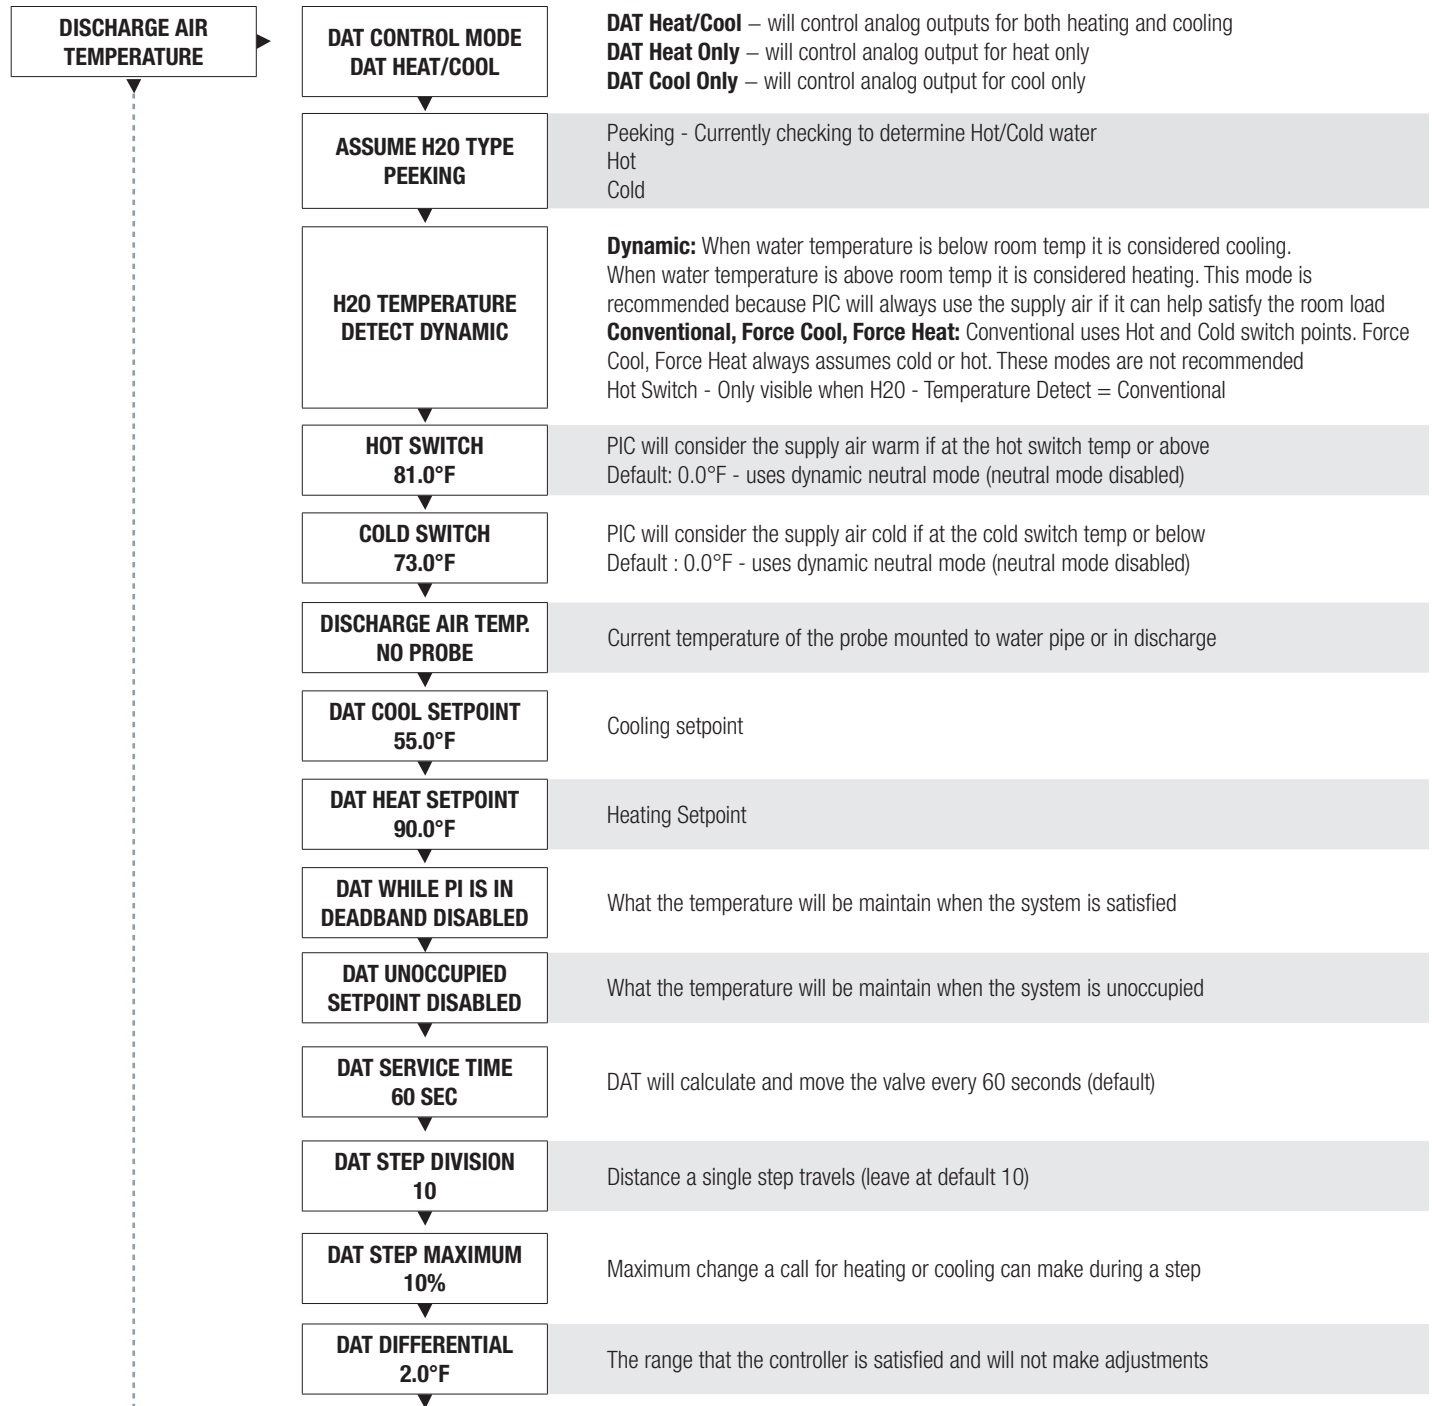 DISCHARGE AIR
TEMPERATURE
DAT CONTROL MODE
DAT HEAT/COOL
DAT Heat/Cool – will control analog outputs for both heating and cooling
DAT Heat Only – will control analog output for heat only
DAT Cool Only – will control analog output for cool only
ASSUME H2O TYPE
PEEKING
Peeking - Currently checking to determine Hot/Cold water
Hot
Cold
H2O TEMPERATURE
DETECT DYNAMIC
Dynamic: When water temperature is below room temp it is considered cooling.
When water temperature is above room temp it is considered heating. This mode is
recommended because PIC will always use the supply air if it can help satisfy the room load
Conventional, Force Cool, Force Heat: Conventional uses Hot and Cold switch points. Force
Cool, Force Heat always assumes cold or hot. These modes are not recommended
Hot Switch - Only visible when H20 - Temperature Detect = Conventional
HOT SWITCH
81.0°F
PIC will consider the supply air warm if at the hot switch temp or above
Default: 0.0°F - uses dynamic neutral mode (neutral mode disabled)
COLD SWITCH
73.0°F
PIC will consider the supply air cold if at the cold switch temp or below
Default : 0.0°F - uses dynamic neutral mode (neutral mode disabled)
DISCHARGE AIR TEMP.
NO PROBE
Current temperature of the probe mounted to water pipe or in discharge
DAT COOL SETPOINT
55.0°F
Cooling setpoint
DAT HEAT SETPOINT
90.0°F
Heating Setpoint
DAT WHILE PI IS IN
DEADBAND DISABLED
What the temperature will be maintain when the system is satisfied
DAT UNOCCUPIED
SETPOINT DISABLED
What the temperature will be maintain when the system is unoccupied
DAT SERVICE TIME
60 SEC
DAT will calculate and move the valve every 60 seconds (default)
DAT STEP DIVISION
10
Distance a single step travels (leave at default 10)
DAT STEP MAXIMUM
10%
Maximum change a call for heating or cooling can make during a step
DAT DIFFERENTIAL
2.0°F
The range that the controller is satisfied and will not make adjustments